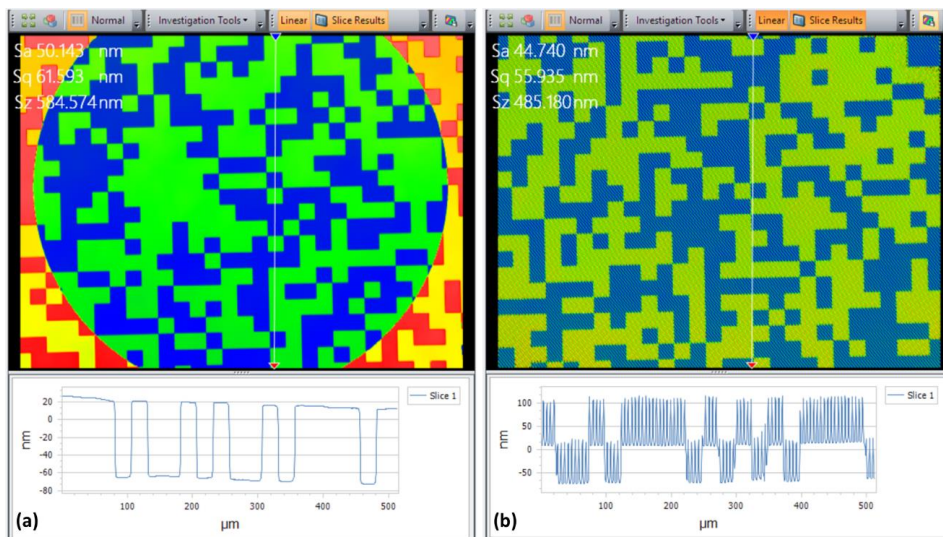 Normal
Investigation Tools
Linear
Slice Results
Sa 50.143 nm
Sq 61.593 nm
Sz 584.574 nm
20
0
-20
-40
-60
-80
nm
100
200
300
400
500
µm
Slice 1
(a)
Normal
Investigation Tools
Linear
Slice Results
Sa 44.740 nm
Sq 55.935 nm
Sz 485.180 nm
100
50
0
-50
nm
100
200
300
400
500
µm
Slice 1
(b)